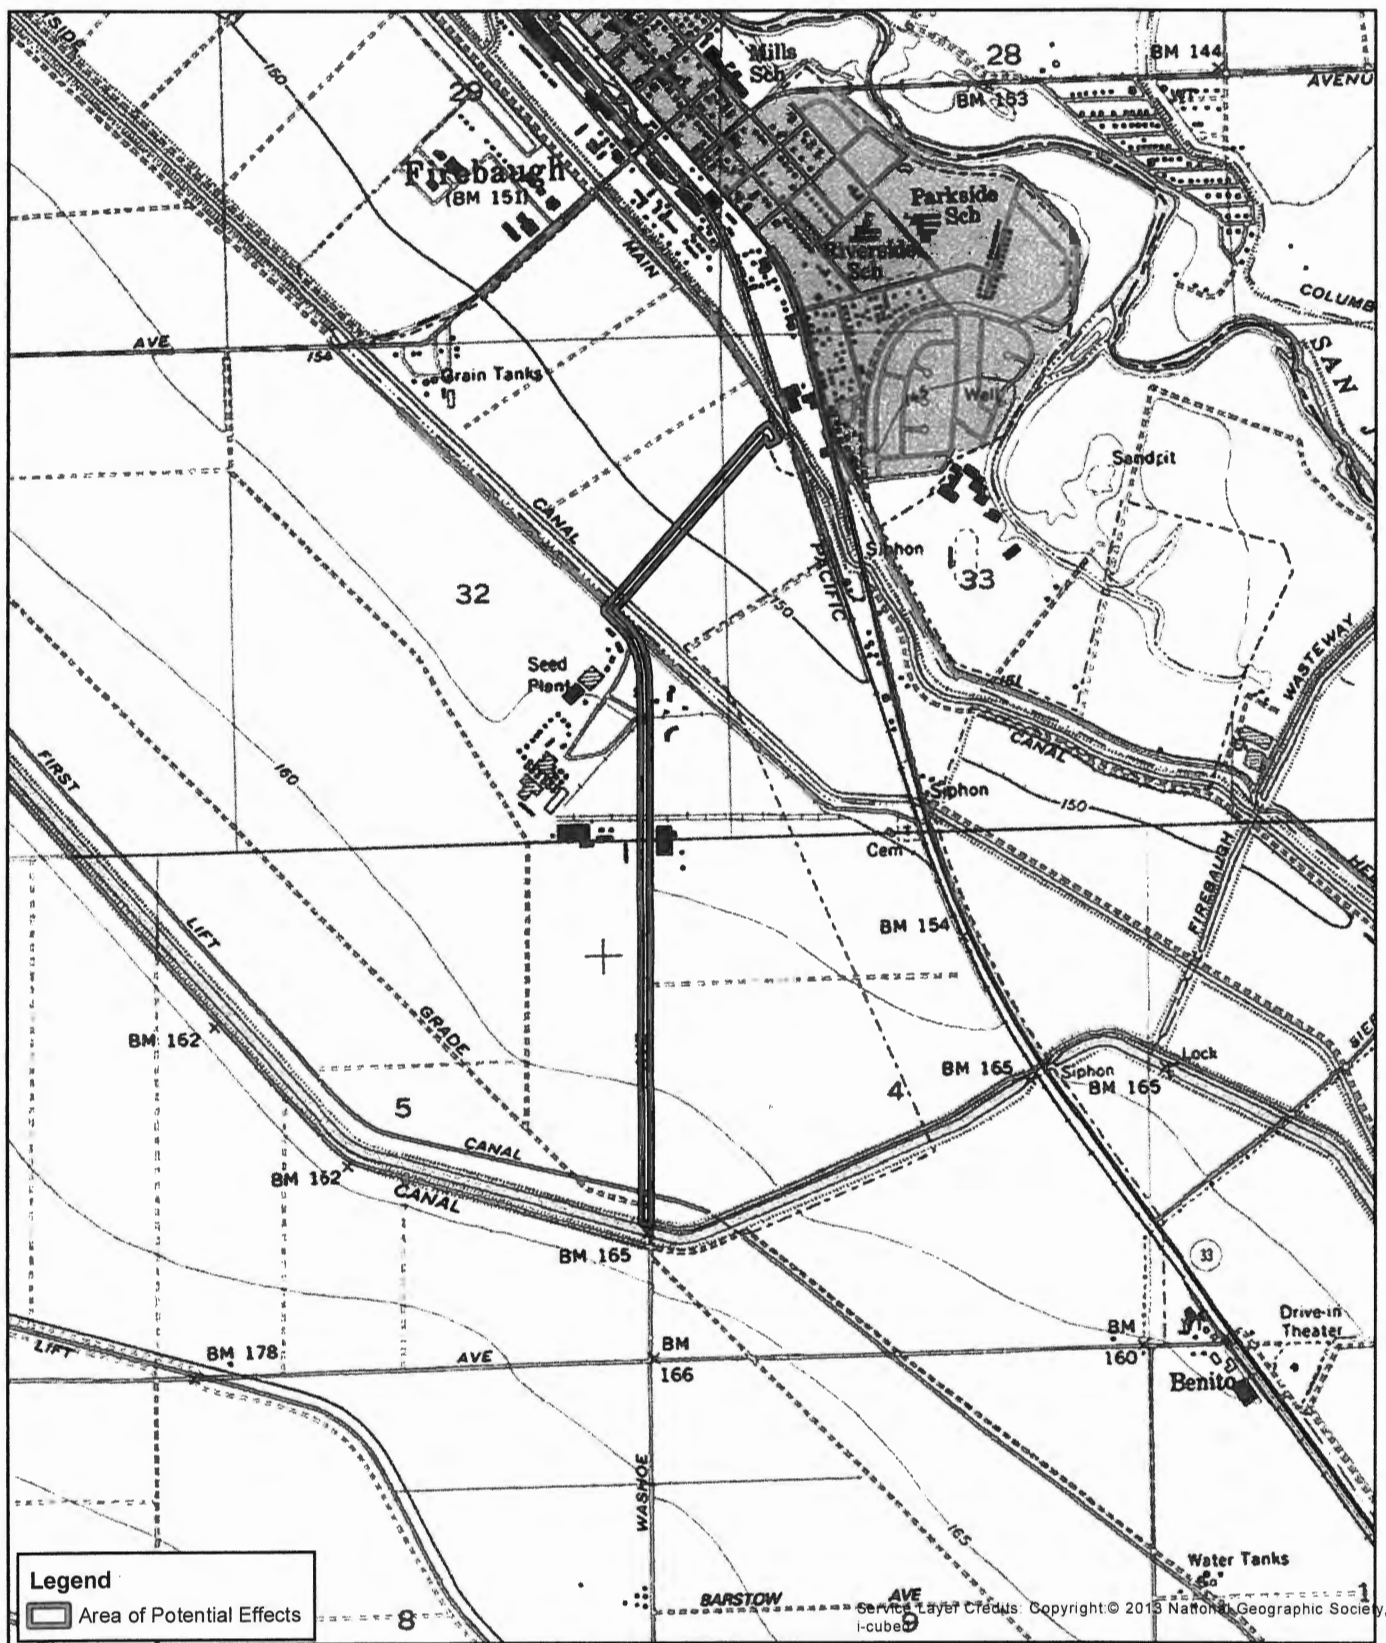 SIDE
150
29
Mills
Sch
28
BM 144
AVENU
BM 153
WT
Firebaugh
(BM 151)
Parkside
Sch
Riverside
Sch
MAIN
COLUMB
SAN
AVE
154
Grain Tanks
Well
Sandpit
CANAL
PACIFIC
Siphon
33
32
150
Seed
Plant
151
WASTEWAY
CANAL
FIRST
160
Siphon
150
Cem
FIREBAUGH
LIFT
BM 154
GRADE
BM 162
BM 165
Siphon
Lock
BM 165
5
4
CANAL
BM 162
CANAL
BM 165
33
Drive-in
Theater
BM
160
LIFT
BM 178
AVE
BM
166
Benito
WASHOE
165
Water Tanks
Legend
Area of Potential Effects
8
BARSTOW AVE
9
1
Service Layer Credits: Copyright:© 2013 National Geographic Society,
i-cubed